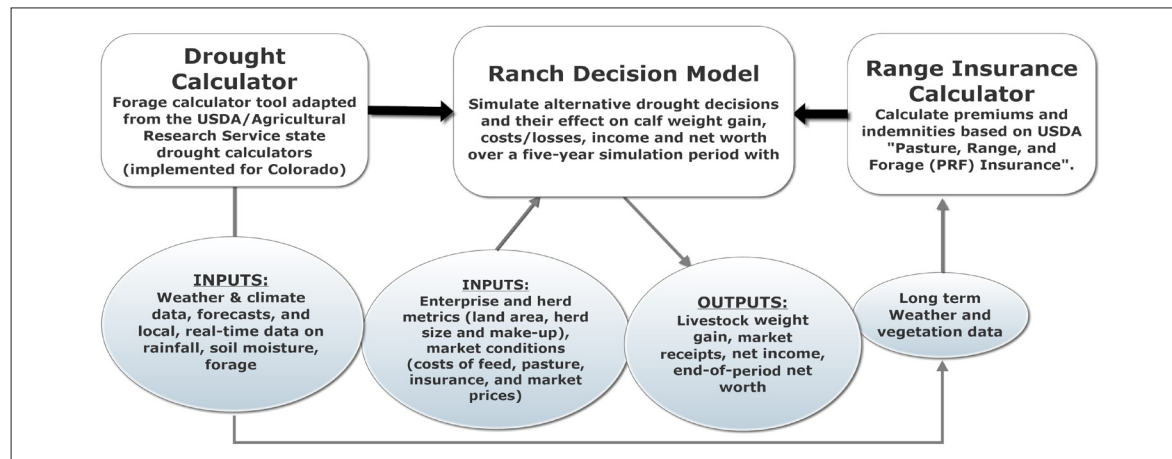 Drought
Calculator
Forage calculator tool adapted
from the USDA/Agricultural
Research Service state
drought calculators
(implemented for Colorado)
Ranch Decision Model
Simulate alternative drought decisions
and their effect on calf weight gain,
costs/losses, income and net worth
over a five-year simulation period with
Range Insurance
Calculator
Calculate premiums and
indemnities based on USDA
"Pasture, Range, and
Forage (PRF) Insurance".
INPUTS:
Weather & climate
data, forecasts, and
local, real-time data on
rainfall, soil moisture,
forage
INPUTS:
Enterprise and herd
metrics (land area, herd
size and make-up),
market conditions
(costs of feed, pasture,
insurance, and market
prices)
OUTPUTS:
Livestock weight
gain, market
receipts, net income,
end-of-period net
worth
Long term
Weather and
vegetation data